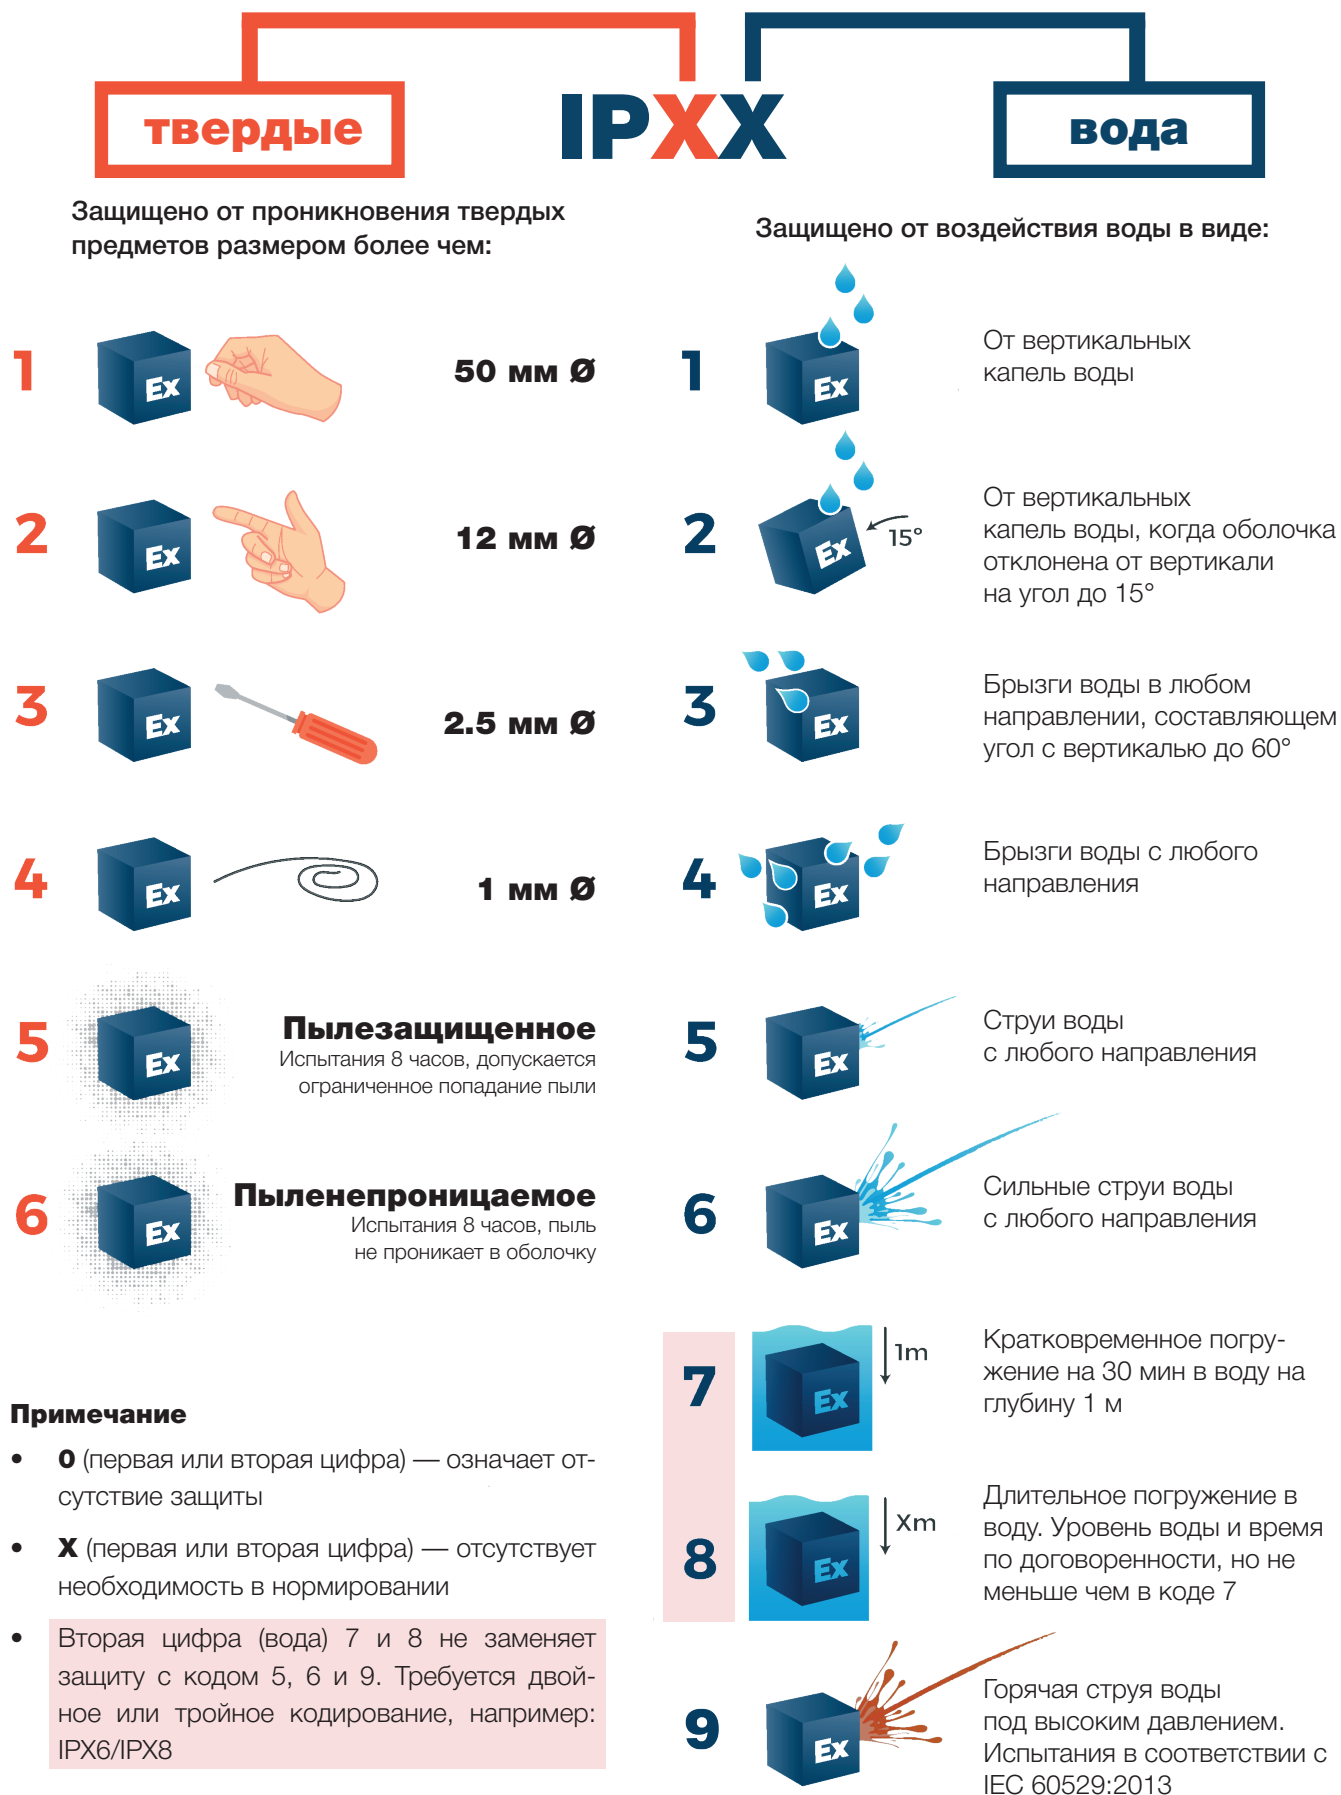 твердые
IPXX
вода
Защищено от проникновения твердых
предметов размером более чем:
1
Ex
50 мм Ø
2
Ex
12 мм Ø
3
Ex
2.5 мм Ø
4
Ex
1 мм Ø
5
Ex
Пылезащищенное
Испытания 8 часов, допускается
ограниченное попадание пыли
6
Ex
Пыленепроницаемое
Испытания 8 часов, пыль
не проникает в оболочку
Примечание
• 0 (первая или вторая цифра) — означает от-
сутствие защиты
• X (первая или вторая цифра) — отсутствует
необходимость в нормировании
• Вторая цифра (вода) 7 и 8 не заменяет
защиту с кодом 5, 6 и 9. Требуется двой-
ное или тройное кодирование, например:
IPX6/IPX8
Защищено от воздействия воды в виде:
1
Ex
От вертикальных
капель воды
2
Ex
15°
От вертикальных
капель воды, когда оболочка
отклонена от вертикали
на угол до 15°
3
Ex
Брызги воды в любом
направлении, составляющем
угол с вертикалью до 60°
4
Ex
Брызги воды с любого
направления
5
Ex
Струи воды
с любого направления
6
Ex
Сильные струи воды
с любого направления
7
Ex
1m
Кратковременное погру-
жение на 30 мин в воду на
глубину 1 м
8
Ex
Xm
Длительное погружение в
воду. Уровень воды и время
по договоренности, но не
меньше чем в коде 7
9
Ex
Горячая струя воды
под высоким давлением.
Испытания в соответствии с
IEC 60529:2013